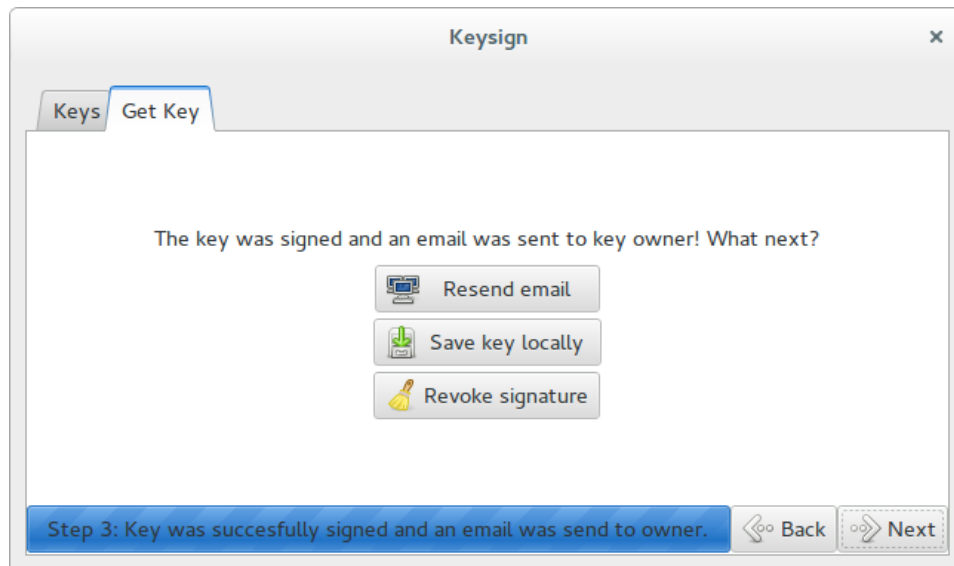 Keysign
Keys
Get Key
The key was signed and an email was sent to key owner! What next?
Resend email
Save key locally
Revoke signature
Step 3: Key was succesfully signed and an email was send to owner.
Back
Next